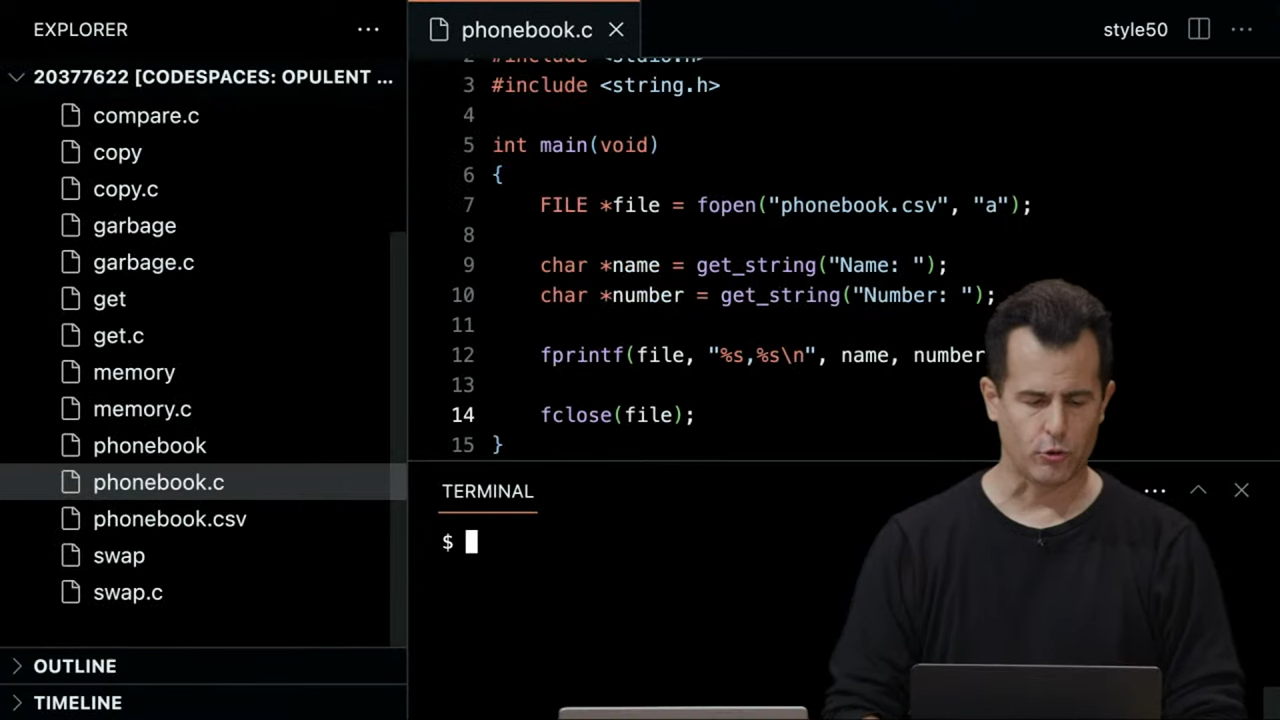 EXPLORER
20377622 [CODESPACES: OPULENT ...
compare.c
copy
copy.c
garbage
garbage.c
get
get.c
memory
memory.c
phonebook
phonebook.c
phonebook.csv
swap
swap.c
OUTLINE
TIMELINE
phonebook.c
style50
2 #include <stdio.h>
3 #include <string.h>
4
5 int main(void)
6 {
7 FILE *file = fopen("phonebook.csv", "a");
8
9 char *name = get_string("Name: ");
10 char *number = get_string("Number: ");
11
12 fprintf(file, "%s,%s\n", name, number
13
14 fclose(file);
15 }
TERMINAL
$